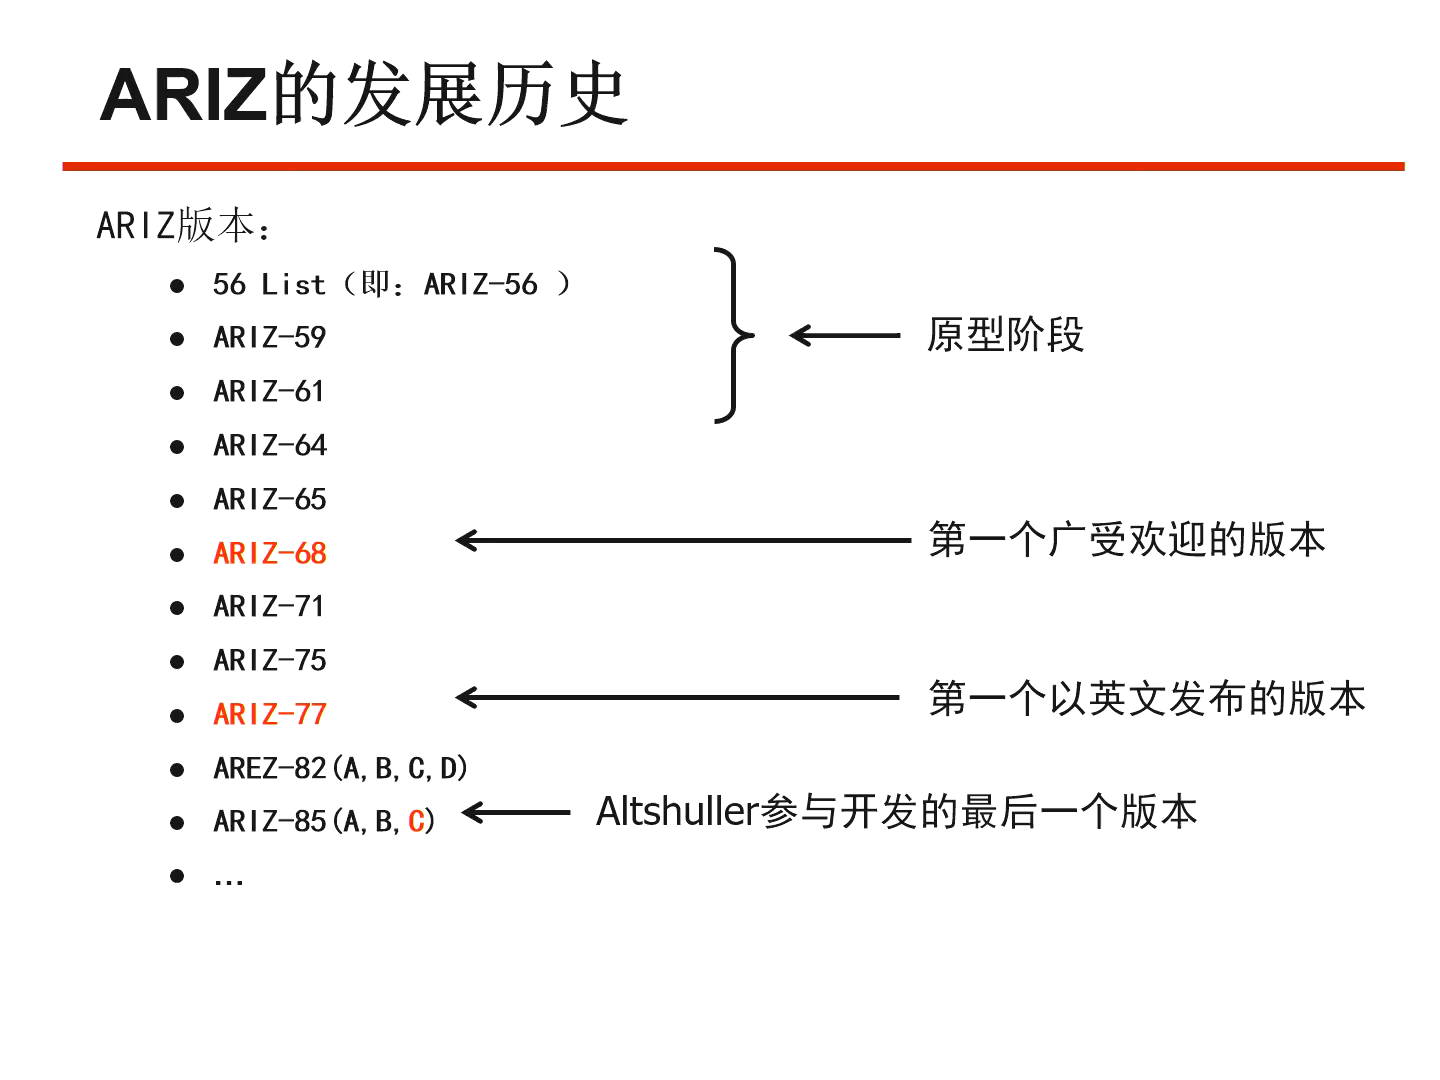 ARIZ的发展历史
ARIZ版本：
● 56 List（即：ARIZ-56 ）
● ARIZ-59
● ARIZ-61
原型阶段
● ARIZ-64
● ARIZ-65
● ARIZ-68
第一个广受欢迎的版本
● ARIZ-71
● ARIZ-75
● ARIZ-77
第一个以英文发布的版本
● AREZ-82(A,B,C,D)
● ARIZ-85(A,B,C)
Altshuller参与开发的最后一个版本
● …